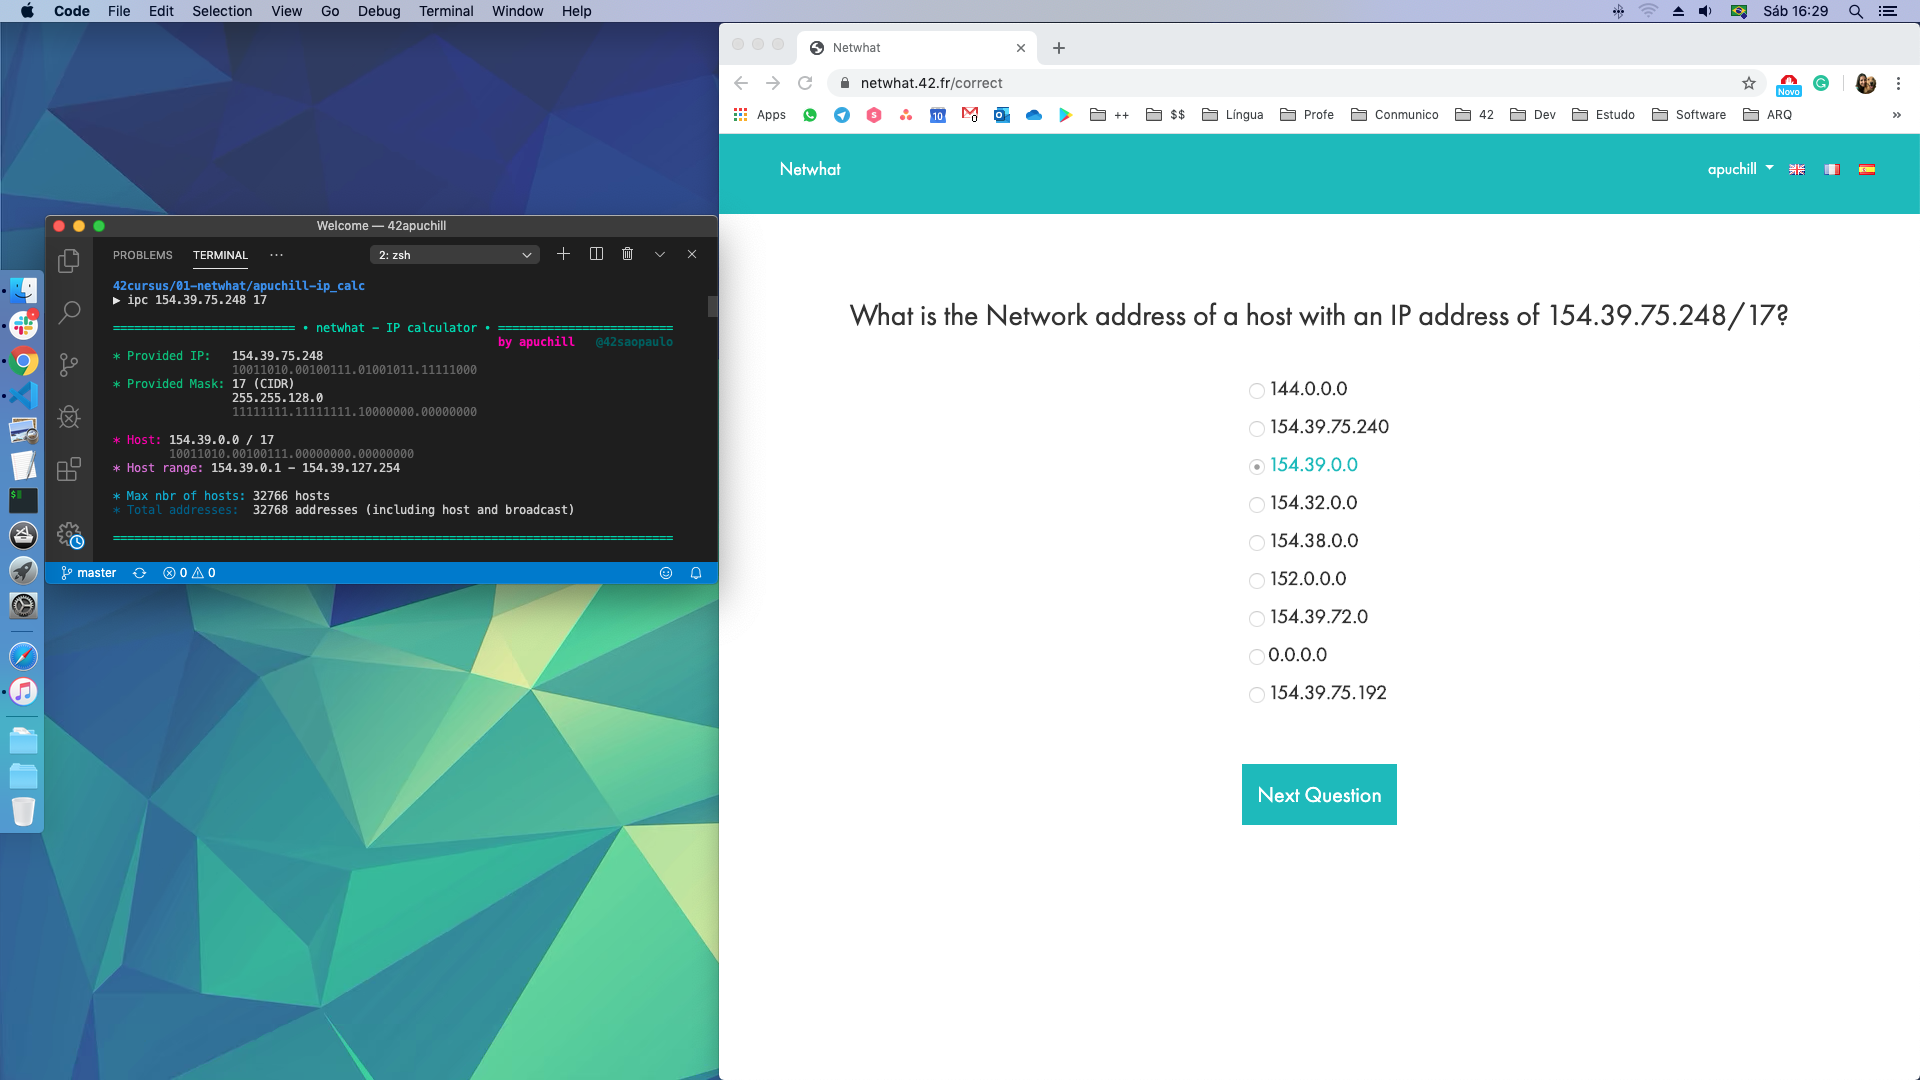 Code File Edit Selection View Go Debug Terminal Window Help
Sáb 16:29
Netwhat
netwhat.42.fr/correct
Novo
Apps
10
++
$$
Língua
Profe
Conmunico
42
Dev
Estudo
Software
ARQ
»
Netwhat
apuchill
Welcome — 42apuchill
PROBLEMS TERMINAL ···
2: zsh
42cursus/01-netwhat/apuchill-ip_calc
▶ ipc 154.39.75.248 17
========================== • netwhat - IP calculator • =========================
by apuchill @42saopaulo
* Provided IP: 154.39.75.248
10011010.00100111.01001011.11111000
* Provided Mask: 17 (CIDR)
255.255.128.0
11111111.11111111.10000000.00000000
* Host: 154.39.0.0 / 17
10011010.00100111.00000000.00000000
* Host range: 154.39.0.1 - 154.39.127.254
* Max nbr of hosts: 32766 hosts
* Total addresses: 32768 addresses (including host and broadcast)
================================================================================
master
0
0
What is the Network address of a host with an IP address of 154.39.75.248/17?
144.0.0.0
154.39.75.240
154.39.0.0
154.32.0.0
154.38.0.0
152.0.0.0
154.39.72.0
0.0.0.0
154.39.75.192
Next Question